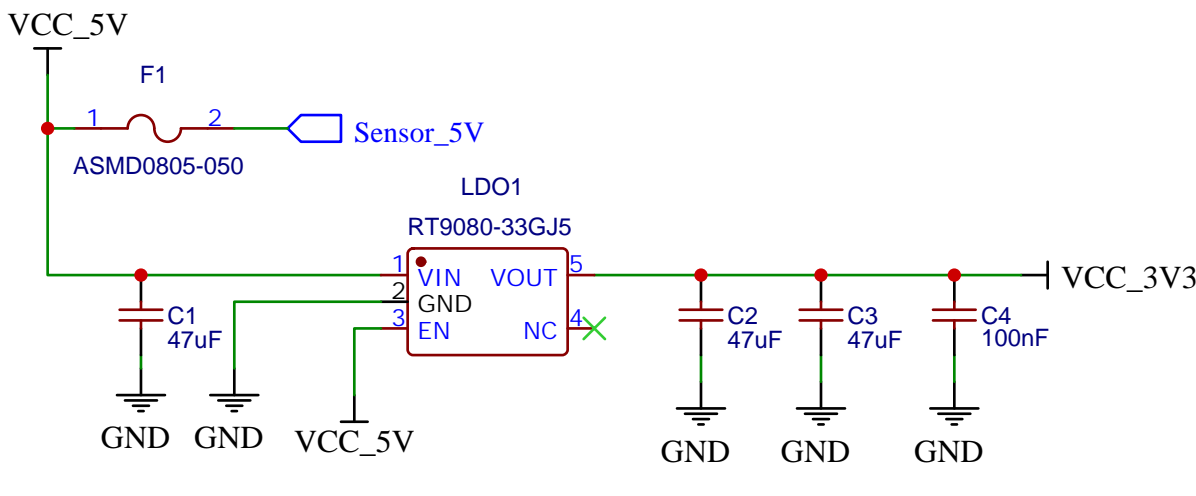 VCC_5V
F1
1
2
Sensor_5V
ASMD0805-050
LDO1
RT9080-33GJ5
1
VIN
VOUT
5
VCC_3V3
2
GND
3
EN
NC
4
C1
47uF
C2
47uF
C3
47uF
C4
100nF
GND
GND
VCC_5V
GND
GND
GND